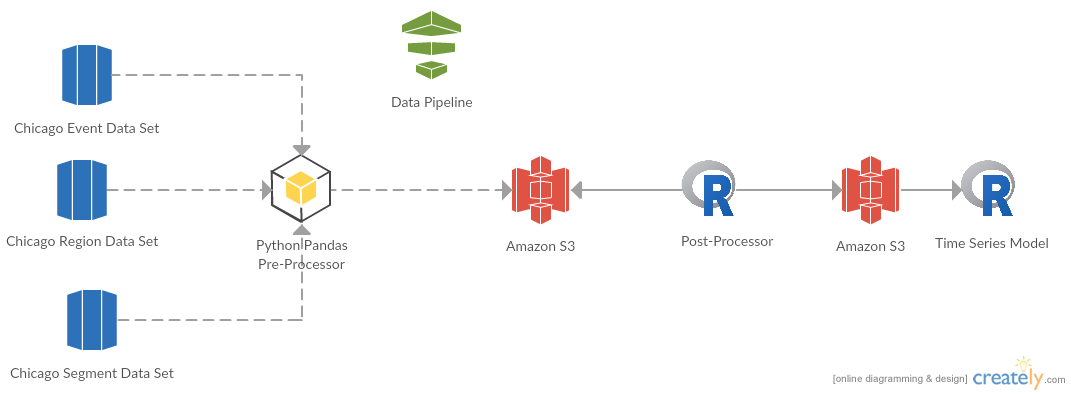 Data Pipeline
Chicago Event Data Set
Chicago Region Data Set
Python Pandas
Pre-Processor
Amazon S3
Post-Processor
Amazon S3
Time Series Model
R
R
Chicago Segment Data Set
[online diagramming & design] creately.com